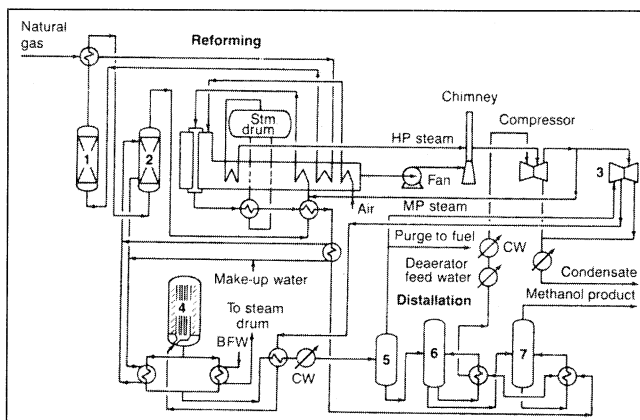 Natural
gas
Reforming
Chimney
Stm
drum
Compressor
HP steam
1
2
3
Fan
Air
MP steam
Purge to fuel
CW
Deaerator
feed water
Make-up water
Condensate
Distallation
Methanol product
To steam
drum
BFW
4
CW
5
6
7